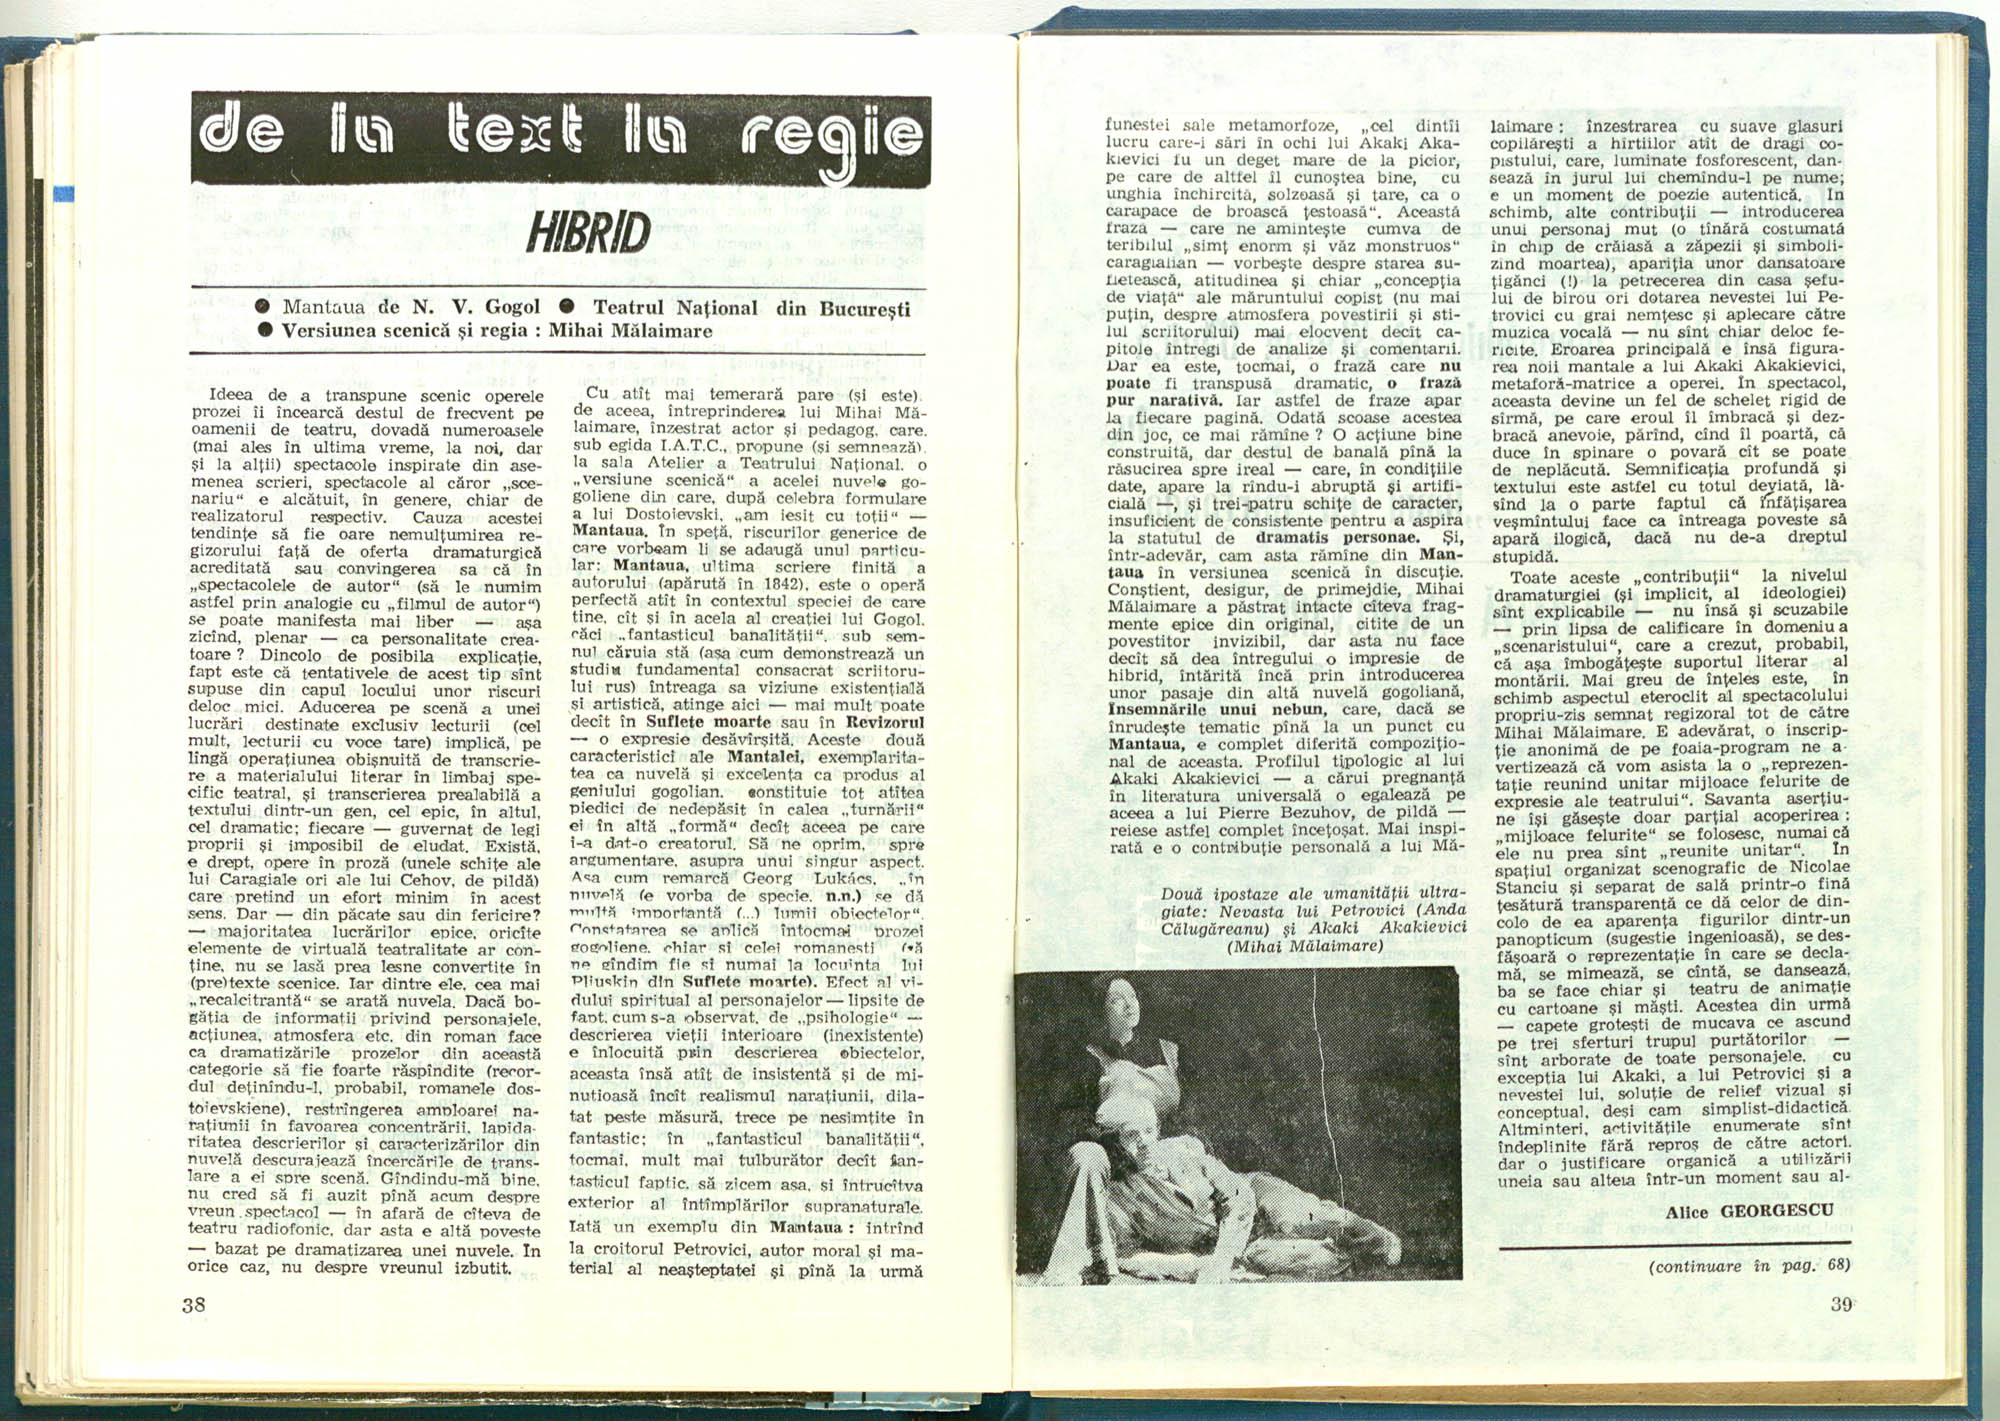 de la text la regie
HIBRID
● Mantaua de N. V. Gogol ● Teatrul Național din București
● Versiunea scenică și regia : Mihai Mălaimare
Ideea de a transpune scenic operele
prozei îi încearcă destul de frecvent pe
oamenii de teatru, dovadă numeroasele
(mai ales în ultima vreme, la noi, dar
și la alții) spectacole inspirate din ase-
menea scrieri, spectacole al căror „sce-
nariu“ e alcătuit, în genere, chiar de
realizatorul respectiv. Cauza acestei
tendințe să fie oare nemulțumirea re-
gizorului față de oferta dramaturgică
acreditată sau convingerea sa că în
„spectacolele de autor“ (să le numim
astfel prin analogie cu „filmul de autor“)
se poate manifesta mai liber — așa
zicînd, plenar — ca personalitate crea-
toare ? Dincolo de posibila explicație,
fapt este că tentativele de acest tip sînt
supuse din capul locului unor riscuri
deloc mici. Aducerea pe scenă a unei
lucrări destinate exclusiv lecturii (cel
mult, lecturii cu voce tare) implică, pe
lîngă operațiunea obișnuită de transcrie-
re a materialului literar în limbaj spe-
cific teatral, și transcrierea prealabilă a
textului dintr-un gen, cel epic, în altul,
cel dramatic; fiecare — guvernat de legi
proprii și imposibil de eludat. Există,
e drept, opere în proză (unele schițe ale
lui Caragiale ori ale lui Cehov, de pildă)
care pretind un efort minim în acest
sens. Dar — din păcate sau din fericire?
— majoritatea lucrărilor epice, oricîte
elemente de virtuală teatralitate ar con-
ține, nu se lasă prea lesne convertite în
(pre)texte scenice. Iar dintre ele, cea mai
„recalcitrantă“ se arată nuvela. Dacă bo-
găția de informații privind personajele,
acțiunea, atmosfera etc. din roman face
ca dramatizările prozelor din această
categorie să fie foarte răspîndite (recor-
dul deținîndu-l, probabil, romanele dos-
toievskiene), restrîngerea amploarei na-
rațiunii în favoarea concentrării, lapida-
ritatea descrierilor și caracterizărilor din
nuvelă descurajează încercările de trans-
lare a ei spre scenă. Gîndindu-mă bine,
nu cred să fi auzit pînă acum despre
vreun spectacol — în afară de cîteva de
teatru radiofonic, dar asta e altă poveste
— bazat pe dramatizarea unei nuvele. In
orice caz, nu despre vreunul izbutit.
38
Cu atît mai temerară pare (și este),
de aceea, întreprinderea lui Mihai Mă-
laimare, înzestrat actor și pedagog, care,
sub egida I.A.T.C., propune (și semnează),
la sala Atelier a Teatrului Național, o
„versiune scenică“ a acelei nuvele go-
goliene din care, după celebra formulare
a lui Dostoievski, „am iesit cu toții“ —
Mantaua. În speță, riscurilor generice de
care vorbeam li se adaugă unul particu-
lar: Mantaua, ultima scriere finită a
autorului (apărută în 1842), este o operă
perfectă atît în contextul speciei de care
ține, cît și în acela al creației lui Gogol,
căci „fantasticul banalității“, sub sem-
nul căruia stă (așa cum demonstrează un
studiu fundamental consacrat scriitoru-
lui rus) întreaga sa viziune existențială
și artistică, atinge aici — mai mult poate
decît în Suflete moarte sau în Revizorul
— o expresie desăvîrșită. Aceste două
caracteristici ale Mantalei, exemplarita-
tea ca nuvelă și excelența ca produs al
geniului gogolian, constituie tot atîtea
piedici de nedepășit în calea „turnării“
ei în altă „formă“ decît aceea pe care
i-a dat-o creatorul. Să ne oprim, spre
argumentare, asupra unui singur aspect.
Așa cum remarcă Georg Lukács, „în
nuvelă (e vorba de specie, n.n.) se dă
multă importantă (...) lumii obiectelor“.
Constatarea se aplică întocmai prozei
gogoliene, chiar și celei romanești (să
ne gîndim fie și numai la locuința lui
Pliușkin din Suflete moarte). Efect al vi-
dului spiritual al personajelor — lipsite de
fapt, cum s-a observat, de „psihologie“ —
descrierea vieții interioare (inexistente)
e înlocuită prin descrierea obiectelor,
aceasta însă atît de insistentă și de mi-
nuțioasă încît realismul narațiunii, dila-
tat peste măsură, trece pe nesimțite în
fantastic; în „fantasticul banalității“,
tocmai, mult mai tulburător decît fan-
tasticul faptic, să zicem așa, și întrucîtva
exterior al întîmplărilor supranaturale.
Iată un exemplu din Mantaua : intrînd
la croitorul Petrovici, autor moral și ma-
terial al neașteptatei și pînă la urmă
funestei sale metamorfoze, „cel dintîi
lucru care-i sări în ochi lui Akaki Aka-
kievici fu un deget mare de la picior,
pe care de altfel îl cunoștea bine, cu
unghia închircită, solzoasă și tare, ca o
carapace de broască țestoasă“. Această
frază — care ne amintește cumva de
teribilul „simț enorm și văz monstruos“
caragialian — vorbește despre starea su-
fletească, atitudinea și chiar „concepția
de viață“ ale măruntului copist (nu mai
puțin, despre atmosfera povestirii și sti-
lul scriitorului) mai elocvent decît ca-
pitole întregi de analize și comentarii.
Dar ea este, tocmai, o frază care nu
poate fi transpusă dramatic, o frază
pur narativă. Iar astfel de fraze apar
la fiecare pagină. Odată scoase acestea
din joc, ce mai rămîne ? O acțiune bine
construită, dar destul de banală pînă la
răsucirea spre ireal — care, în condițiile
date, apare la rîndu-i abruptă și artifi-
cială —, și trei-patru schițe de caracter,
insuficient de consistente pentru a aspira
la statutul de dramatis personae. Și,
într-adevăr, cam asta rămîne din Man-
taua în versiunea scenică în discuție.
Conștient, desigur, de primejdie, Mihai
Mălaimare a păstrat intacte cîteva frag-
mente epice din original, citite de un
povestitor invizibil, dar asta nu face
decît să dea întregului o impresie de
hibrid, întărită încă prin introducerea
unor pasaje din altă nuvelă gogoliană,
Însemnările unui nebun, care, dacă se
înrudește tematic pînă la un punct cu
Mantaua, e complet diferită compozițio-
nal de aceasta. Profilul tipologic al lui
Akaki Akakievici — a cărui pregnanță
în literatura universală o egalează pe
aceea a lui Pierre Bezuhov, de pildă —
reiese astfel complet încețoșat. Mai inspi-
rată e o contribuție personală a lui Mă-
Două ipostaze ale umanității ultra-
giate: Nevasta lui Petrovici (Anda
Călugăreanu) și Akaki Akakievici
(Mihai Mălaimare)
laimare : înzestrarea cu suave glasuri
copilărești a hîrtiilor atît de dragi co-
pistului, care, luminate fosforescent, dan-
sează în jurul lui chemîndu-l pe nume;
e un moment de poezie autentică. In
schimb, alte contribuții — introducerea
unui personaj mut (o tînără costumată
în chip de crăiasă a zăpezii și simboli-
zind moartea), apariția unor dansatoare
țigănci (!) la petrecerea din casa șefu-
lui de birou ori dotarea nevestei lui Pe-
trovici cu grai nemțesc și aplecare către
muzica vocală — nu sînt chiar deloc fe-
ricite. Eroarea principală e însă figura-
rea noii mantale a lui Akaki Akakievici,
metaforă-matrice a operei. În spectacol,
aceasta devine un fel de schelet rigid de
sîrmă, pe care eroul îl îmbracă și dez-
bracă anevoie, părînd, cînd îl poartă, că
duce în spinare o povară cît se poate
de neplăcută. Semnificația profundă și
textului este astfel cu totul deviată, lă-
sînd la o parte faptul că înfățișarea
veșmîntului face ca întreaga poveste să
apară ilogică, dacă nu de-a dreptul
stupidă.
Toate aceste „contribuții“ la nivelul
dramaturgiei (și implicit, al ideologiei)
sînt explicabile — nu însă și scuzabile
— prin lipsa de calificare în domeniu a
„scenaristului“, care a crezut, probabil,
că așa îmbogățește suportul literar al
montării. Mai greu de înțeles este, în
schimb aspectul eteroclit al spectacolului
propriu-zis semnat regizoral tot de către
Mihai Mălaimare. E adevărat, o inscrip-
ție anonimă de pe foaia-program ne a-
vertizează că vom asista la o „reprezen-
tație reunind unitar mijloace felurite de
expresie ale teatrului“. Savanta aserțiu-
ne își găsește doar parțial acoperirea :
„mijloace felurite“ se folosesc, numai că
ele nu prea sînt „reunite unitar“. În
spațiul organizat scenografic de Nicolae
Stanciu și separat de sală printr-o fină
țesătură transparentă ce dă celor de din-
colo de ea aparența figurilor dintr-un
panopticum (sugestie ingenioasă), se des-
fășoară o reprezentație în care se decla-
mă, se mimează, se cîntă, se dansează,
ba se face chiar și teatru de animație
cu cartoane și măști. Acestea din urmă
— capete grotești de mucava ce ascund
pe trei sferturi trupul purtătorilor —
sînt arborate de toate personajele, cu
excepția lui Akaki, a lui Petrovici și a
nevestei lui, soluție de relief vizual și
conceptual, deși cam simplist-didactică.
Altminteri, activitățile enumerate sînt
îndeplinite fără reproș de către actori,
dar o justificare organică a utilizării
uneia sau alteia într-un moment sau al-
Alice GEORGESCU
(continuare în pag. 68)
39